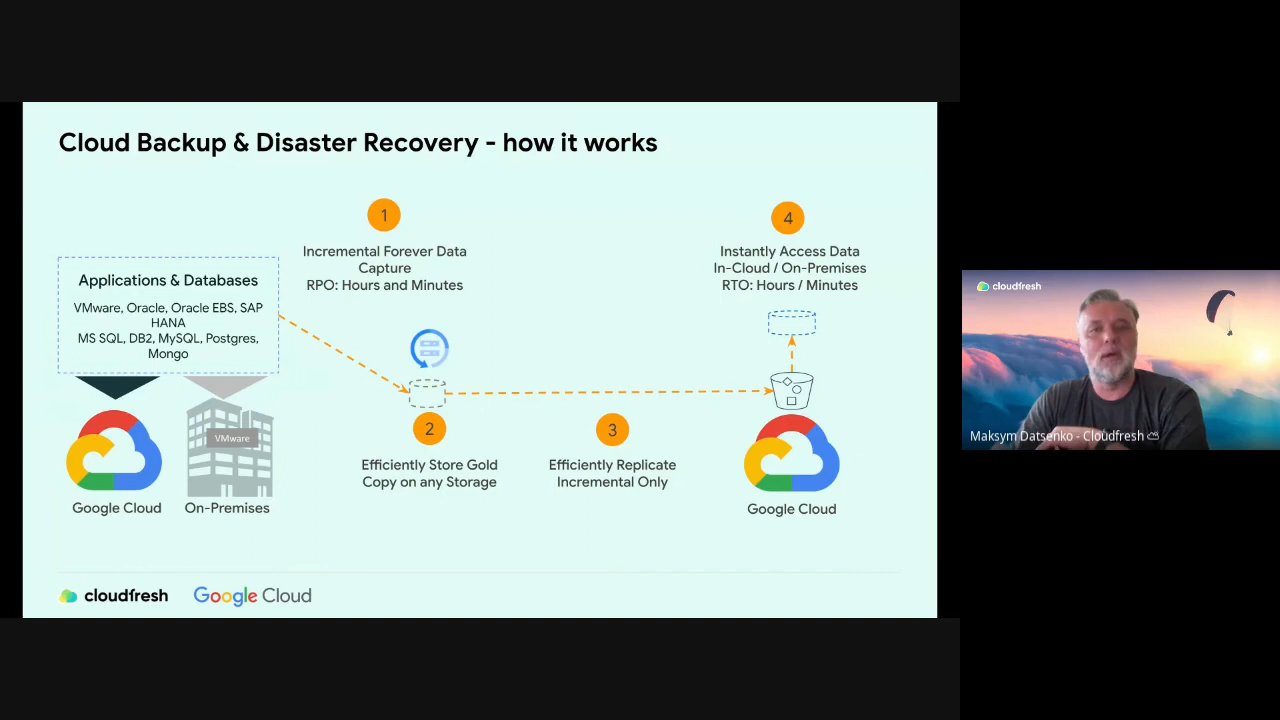 Cloud Backup & Disaster Recovery - how it works
1
Incremental Forever Data
Capture
RPO: Hours and Minutes
4
Instantly Access Data
In-Cloud / On-Premises
RTO: Hours / Minutes
Applications & Databases
VMware, Oracle, Oracle EBS, SAP
HANA
MS SQL, DB2, MySQL, Postgres,
Mongo
VMware
Google Cloud
On-Premises
2
Efficiently Store Gold
Copy on any Storage
3
Efficiently Replicate
Incremental Only
Google Cloud
cloudfresh
Google Cloud
cloudfresh
Maksym Datsenko - Cloudfresh